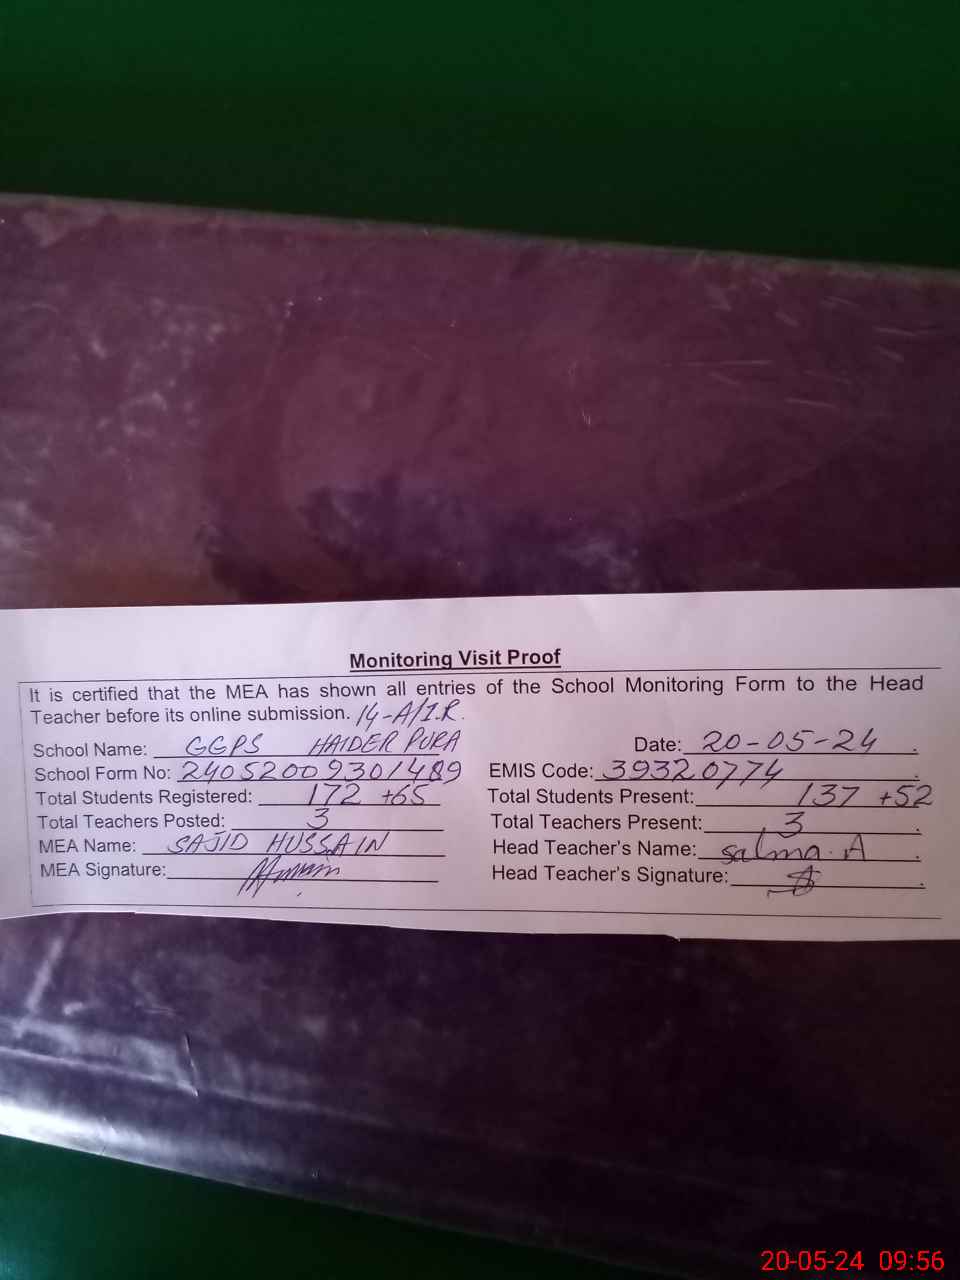 Monitoring Visit Proof
It is certified that the MEA has shown all entries of the School Monitoring Form to the Head
Teacher before its online submission. 14-A/I.R.
School Name: GGPS HAIDER PURA Date: 20-05-24
School Form No: 24052009301489 EMIS Code: 39320774
Total Students Registered: 172 +65 Total Students Present: 137 +52
Total Teachers Posted: 3 Total Teachers Present: 3
MEA Name: SAJID HUSSAIN Head Teacher's Name: Salma. A
MEA Signature: Head Teacher's Signature:
20-05-24 09:56